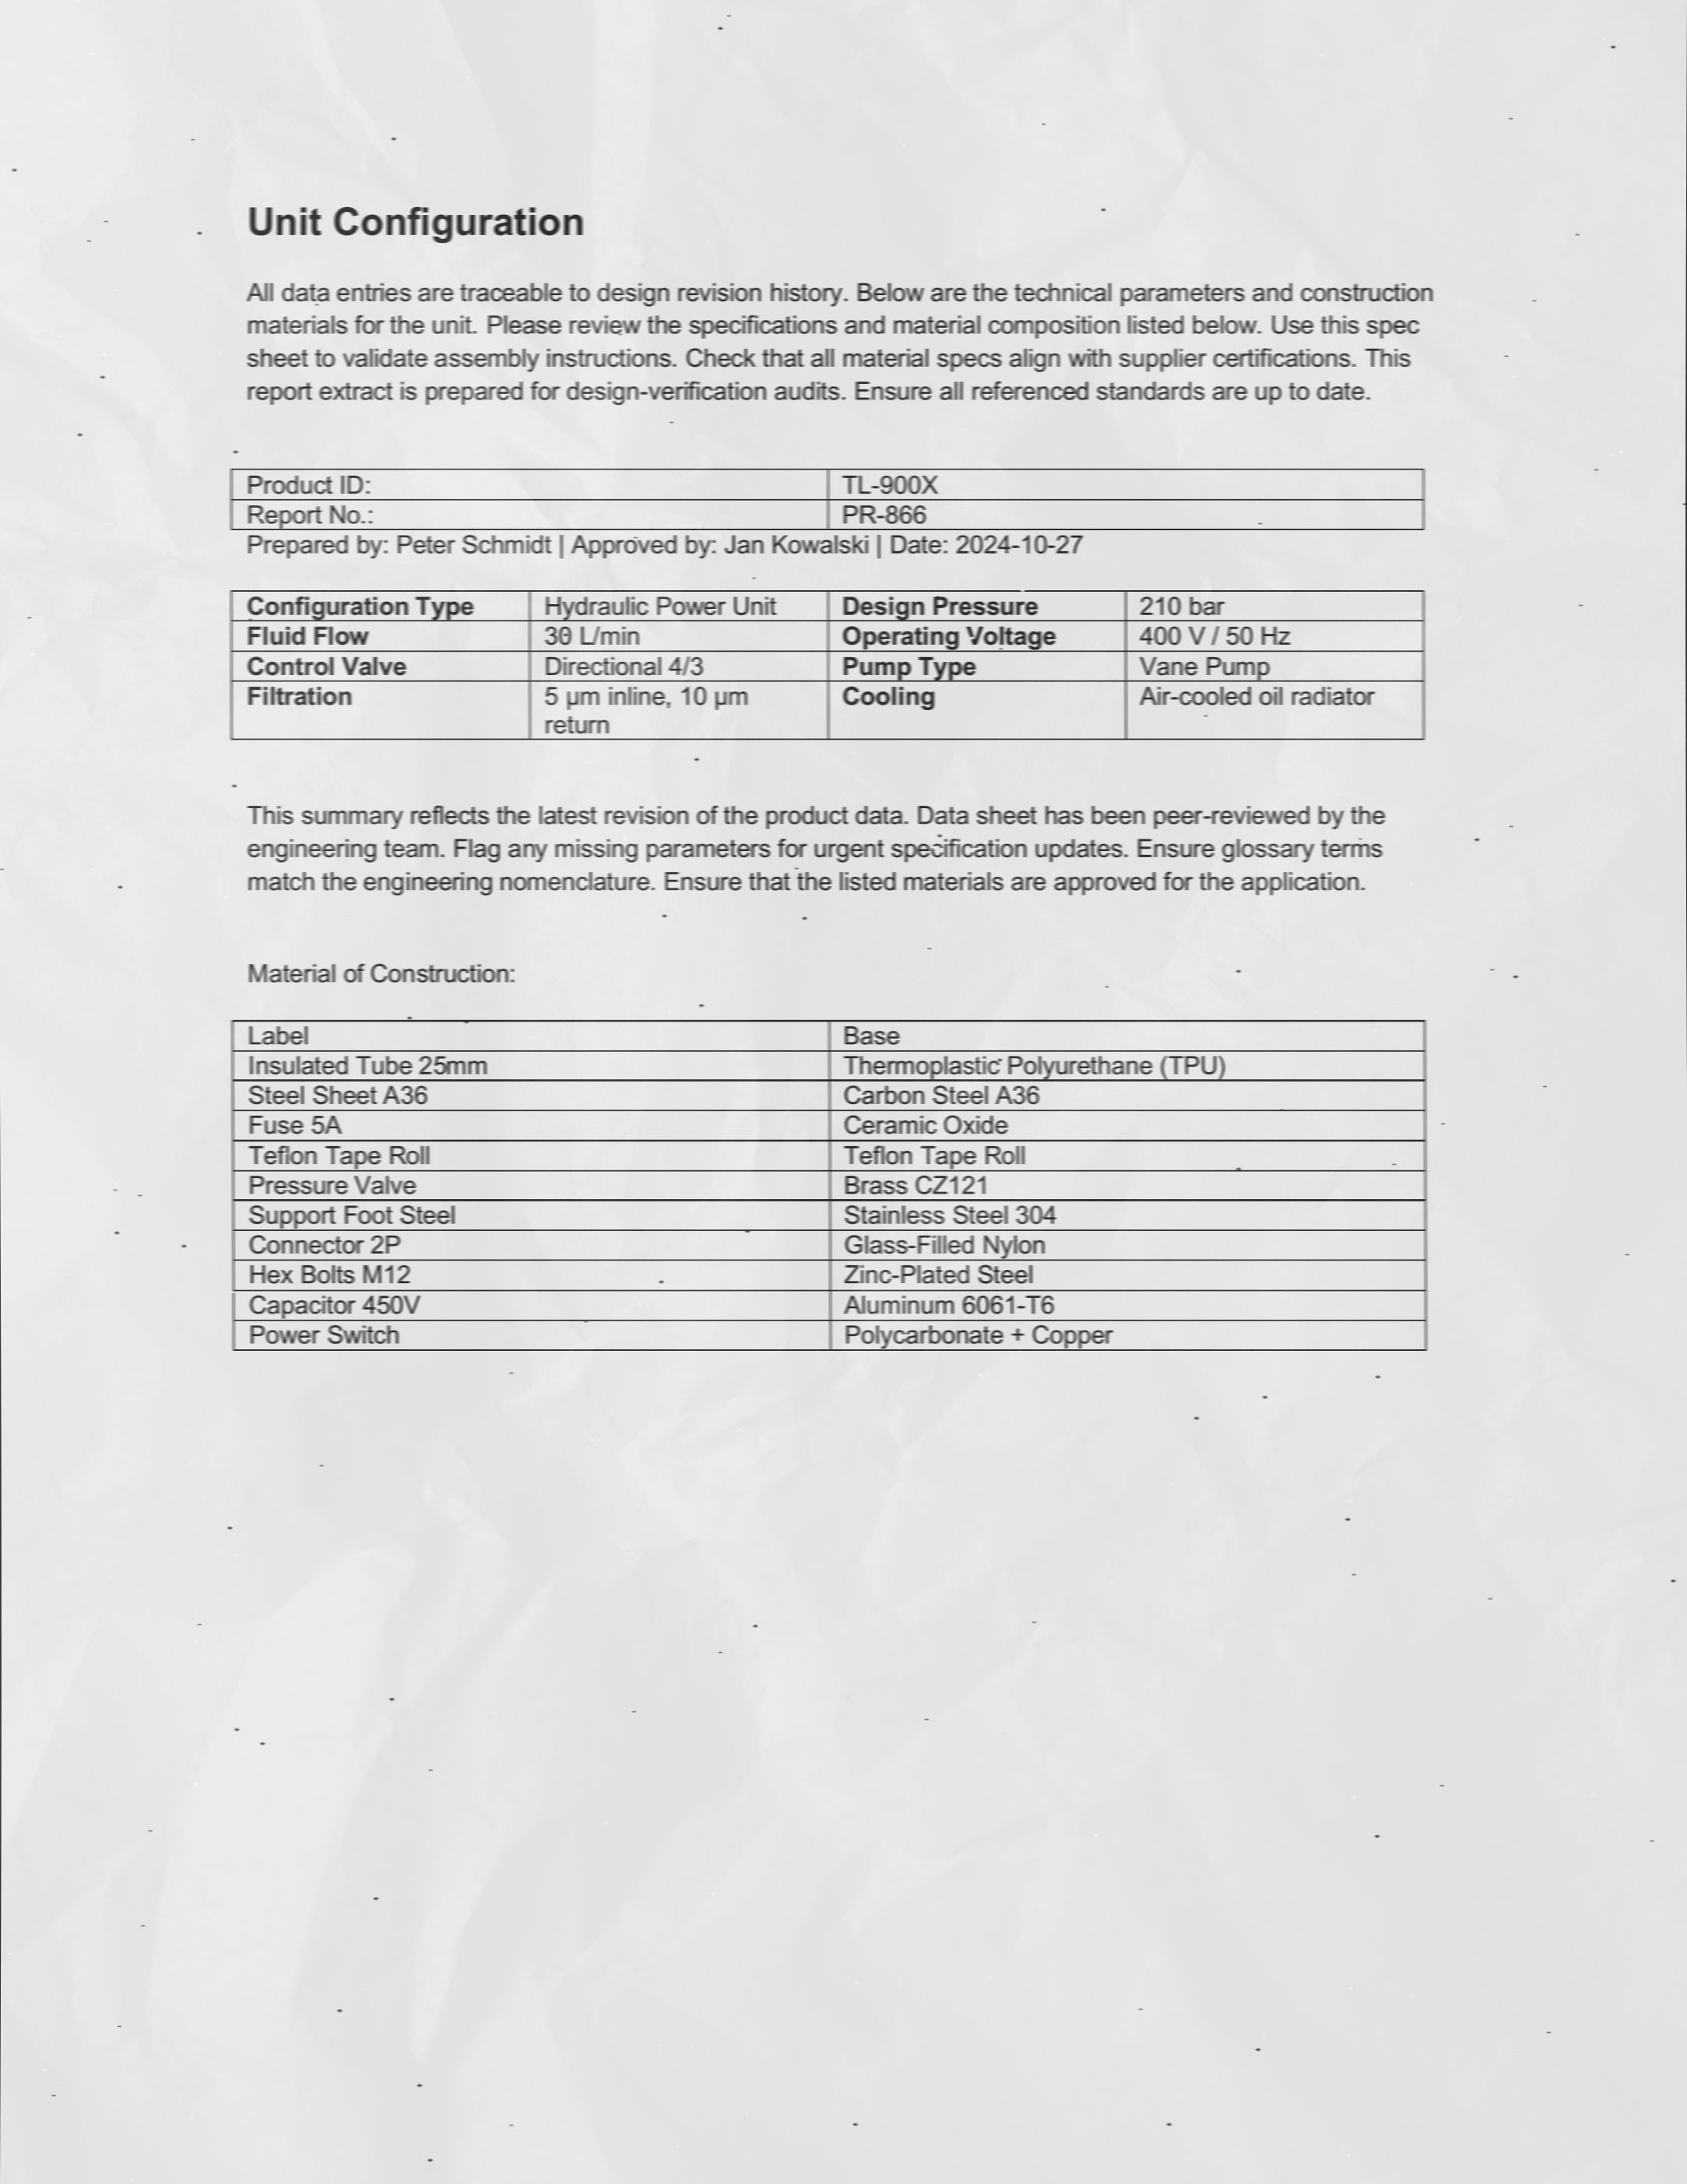 Unit Configuration
All data entries are traceable to design revision history. Below are the technical parameters and construction
materials for the unit. Please review the specifications and material composition listed below. Use this spec
sheet to validate assembly instructions. Check that all material specs align with supplier certifications. This
report extract is prepared for design-verification audits. Ensure all referenced standards are up to date.
Product ID: TL-900X
Report No.: PR-866
Prepared by: Peter Schmidt | Approved by: Jan Kowalski | Date: 2024-10-27
Configuration Type Hydraulic Power Unit Design Pressure 210 bar
Fluid Flow 30 L/min Operating Voltage 400 V / 50 Hz
Control Valve Directional 4/3 Pump Type Vane Pump
Filtration 5 µm inline, 10 µm Cooling Air-cooled oil radiator
return
This summary reflects the latest revision of the product data. Data sheet has been peer-reviewed by the
engineering team. Flag any missing parameters for urgent specification updates. Ensure glossary terms
match the engineering nomenclature. Ensure that the listed materials are approved for the application.
Material of Construction:
Label Base
Insulated Tube 25mm Thermoplastic Polyurethane (TPU)
Steel Sheet A36 Carbon Steel A36
Fuse 5A Ceramic Oxide
Teflon Tape Roll Teflon Tape Roll
Pressure Valve Brass CZ121
Support Foot Steel Stainless Steel 304
Connector 2P Glass-Filled Nylon
Hex Bolts M12 Zinc-Plated Steel
Capacitor 450V Aluminum 6061-T6
Power Switch Polycarbonate + Copper